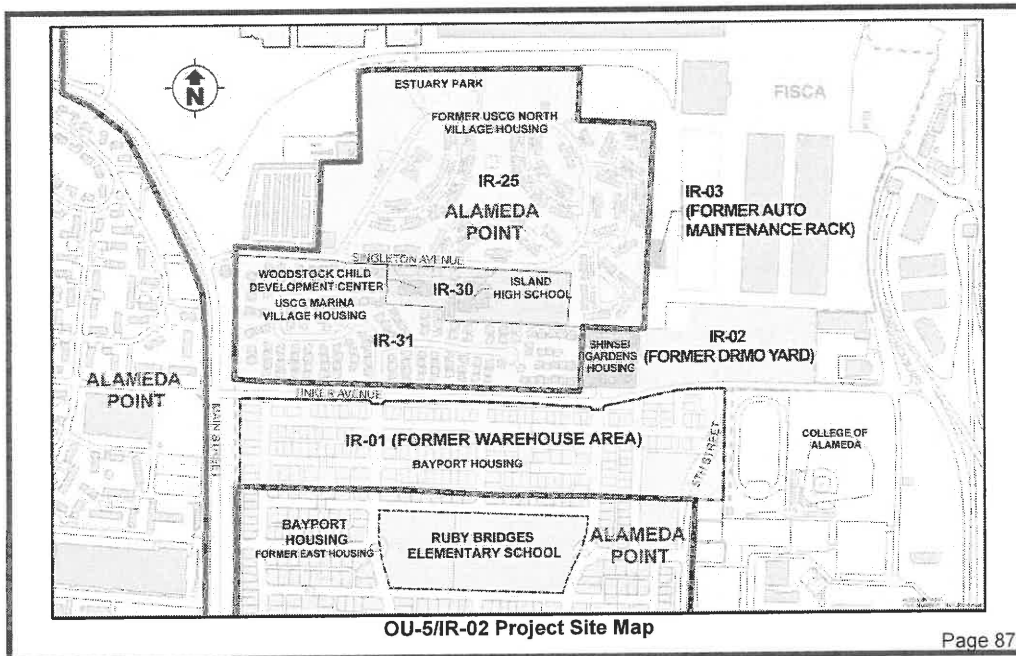 N
ESTUARY PARK
FISCA
FORMER USCG NORTH
VILLAGE HOUSING
IR-25
ALAMEDA
POINT
IR-03
(FORMER AUTO
MAINTENANCE RACK)
SINGLETON AVENUE
WOODSTOCK CHILD
DEVELOPMENT CENTER
IR-30
ISLAND
HIGH SCHOOL
USCG MARINA
VILLAGE HOUSING
IR-31
SHINSEI
GARDENS
HOUSING
IR-02
(FORMER DRMO YARD)
ALAMEDA
POINT
MAIN STREET
TINKER AVENUE
IR-01 (FORMER WAREHOUSE AREA)
BAYPORT HOUSING
5TH STREET
COLLEGE OF
ALAMEDA
BAYPORT
HOUSING
FORMER EAST HOUSING
RUBY BRIDGES
ELEMENTARY SCHOOL
ALAMEDA
POINT
OU-5/IR-02 Project Site Map
Page 87